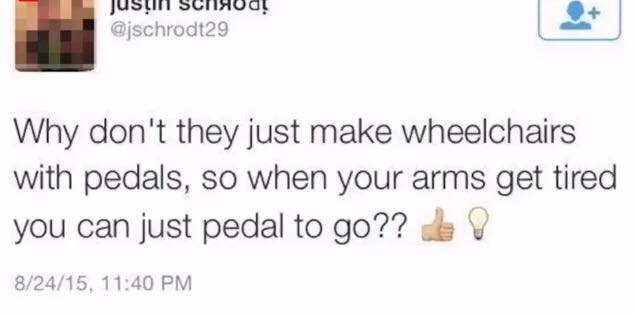 @jschrodt29
Why don't they just make wheelchairs
with pedals, so when your arms get tired
you can just pedal to go?? 👍💡
8/24/15, 11:40 PM